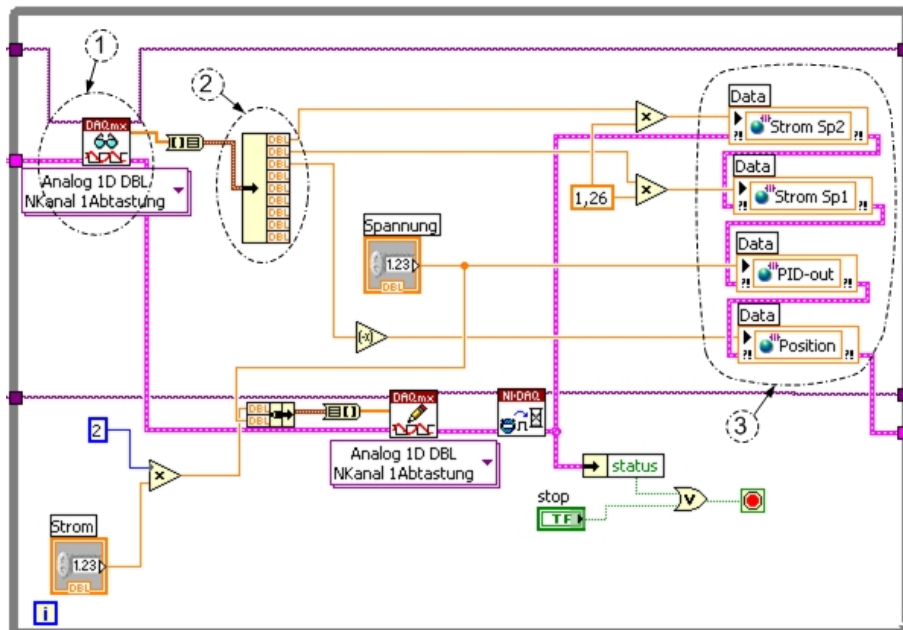 1
2
DAQmx
Analog 1D DBL
NKanal 1Abtastung
DBL
DBL
DBL
DBL
DBL
DBL
DBL
DBL
Data
?! Strom Sp2 ?!
Data
?! Strom Sp1 ?!
1,26
Spannung
1.23
DBL
Data
?! PID-out ?!
Data
?! Position ?!
(-x)
3
DBL
DBL
DAQmx
NI-DAQ
Analog 1D DBL
NKanal 1Abtastung
2
status
stop
TF
V
Strom
1.23
DBL
i